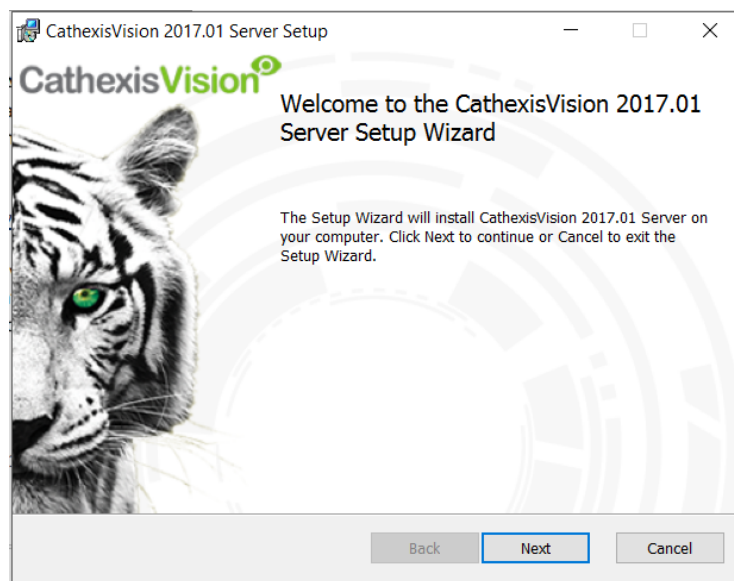 CathexisVision 2017.01 Server Setup
CathexisVision
Welcome to the CathexisVision 2017.01
Server Setup Wizard
The Setup Wizard will install CathexisVision 2017.01 Server on
your computer. Click Next to continue or Cancel to exit the
Setup Wizard.
Back Next Cancel